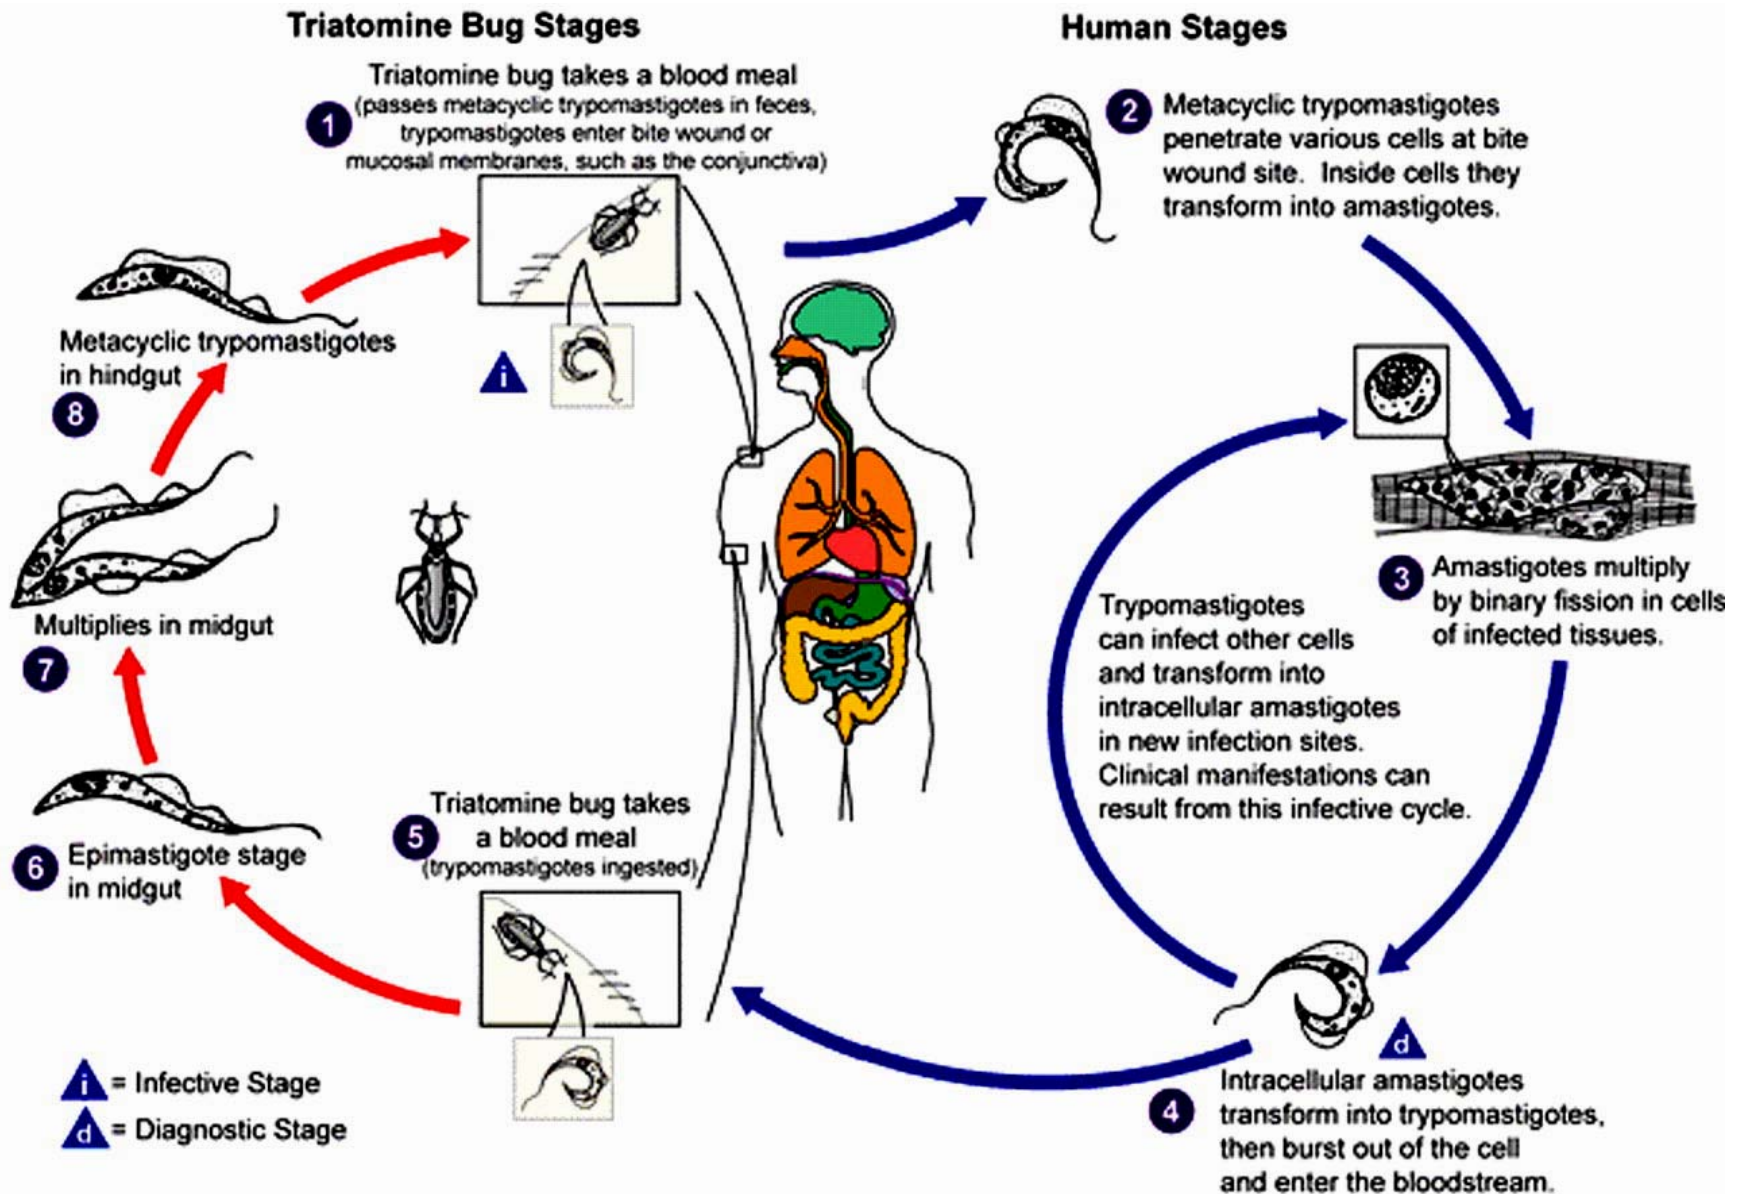 Triatomine Bug Stages
Human Stages
Triatomine bug takes a blood meal
(passes metacyclic trypomastigotes in feces,
trypomastigotes enter bite wound or
mucosal membranes, such as the conjunctiva)
1
i
2
Metacyclic trypomastigotes
penetrate various cells at bite
wound site. Inside cells they
transform into amastigotes.
3
Amastigotes multiply
by binary fission in cells
of infected tissues.
Trypomastigotes
can infect other cells
and transform into
intracellular amastigotes
in new infection sites.
Clinical manifestations can
result from this infective cycle.
d
4
Intracellular amastigotes
transform into trypomastigotes,
then burst out of the cell
and enter the bloodstream.
5
Triatomine bug takes
a blood meal
(trypomastigotes ingested)
6
Epimastigote stage
in midgut
Multiplies in midgut
7
Metacyclic trypomastigotes
in hindgut
8
i = Infective Stage
d = Diagnostic Stage